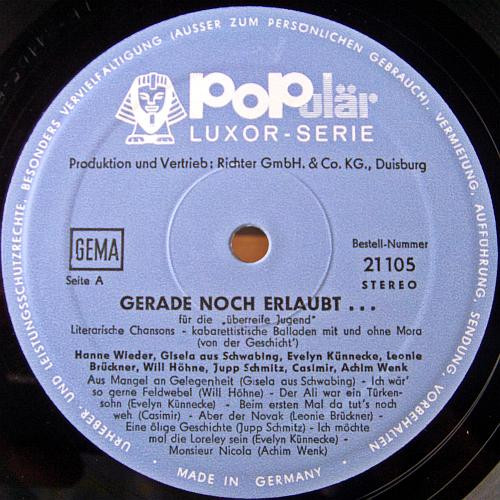 URHEBER- UND LEISTUNGSSCHUTZRECHTE, BESONDERS VERVIELFÄLTIGUNG (AUSSER ZUM PERSÖNLICHEN GEBRAUCH), VERMIETUNG, AUFFÜHRUNG, SENDUNG, VORBEHALTEN
POPulär
LUXOR-SERIE
Produktion und Vertrieb: Richter GmbH. & Co. KG., Duisburg
GEMA
Seite A
Bestell-Nummer
21105
STEREO
GERADE NOCH ERLAUBT . . .
für die „überreife Jugend"
Literarische Chansons - kabarettistische Balladen mit und ohne Mora
(von der Geschicht')
Hanne Wieder, Gisela aus Schwabing, Evelyn Künnecke, Leonie
Brückner, Will Höhne, Jupp Schmitz, Casimir, Achim Wenk
Aus Mangel an Gelegenheit (Gisela aus Schwabing) - Ich wär'
so gerne Feldwebel (Will Höhne) - Der Ali war ein Türken-
sohn (Evelyn Künnecke) - Beim ersten Mal da tut's noch
weh (Casimir) - Aber der Novak (Leonie Brückner) -
Eine ölige Geschichte (Jupp Schmitz) - Ich möchte
mal die Loreley sein (Evelyn Künnecke) -
Monsieur Nicola (Achim Wenk)
· MADE IN GERMANY ·